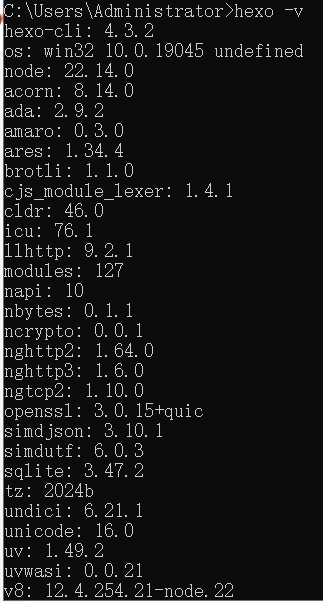 C:\Users\Administrator>hexo -v
hexo-cli: 4.3.2
os: win32 10.0.19045 undefined
node: 22.14.0
acorn: 8.14.0
ada: 2.9.2
amaro: 0.3.0
ares: 1.34.4
brotli: 1.1.0
cjs_module_lexer: 1.4.1
cldr: 46.0
icu: 76.1
llhttp: 9.2.1
modules: 127
napi: 10
nbytes: 0.1.1
ncrypto: 0.0.1
nghttp2: 1.64.0
nghttp3: 1.6.0
ngtcp2: 1.10.0
openssl: 3.0.15+quic
simdjson: 3.10.1
simdutf: 6.0.3
sqlite: 3.47.2
tz: 2024b
undici: 6.21.1
unicode: 16.0
uv: 1.49.2
uvwasi: 0.0.21
v8: 12.4.254.21-node.22